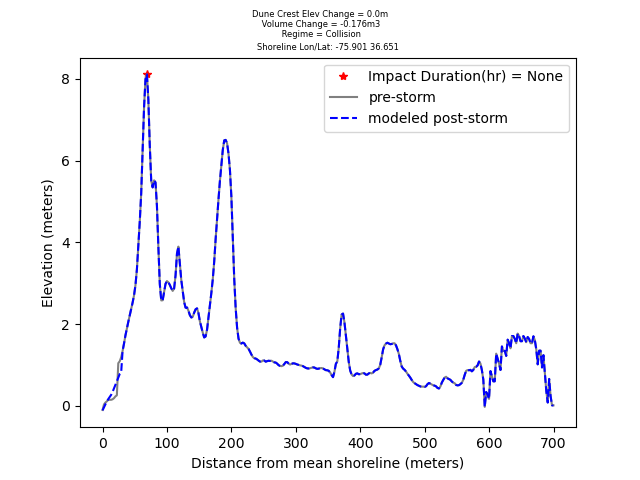 Dune Crest Elev Change = 0.0m
Volume Change = -0.176m3
Regime = Collision
Shoreline Lon/Lat: -75.901 36.651
Impact Duration(hr) = None
pre-storm
modeled post-storm
Elevation (meters)
8
6
4
2
0
0 100 200 300 400 500 600 700
Distance from mean shoreline (meters)